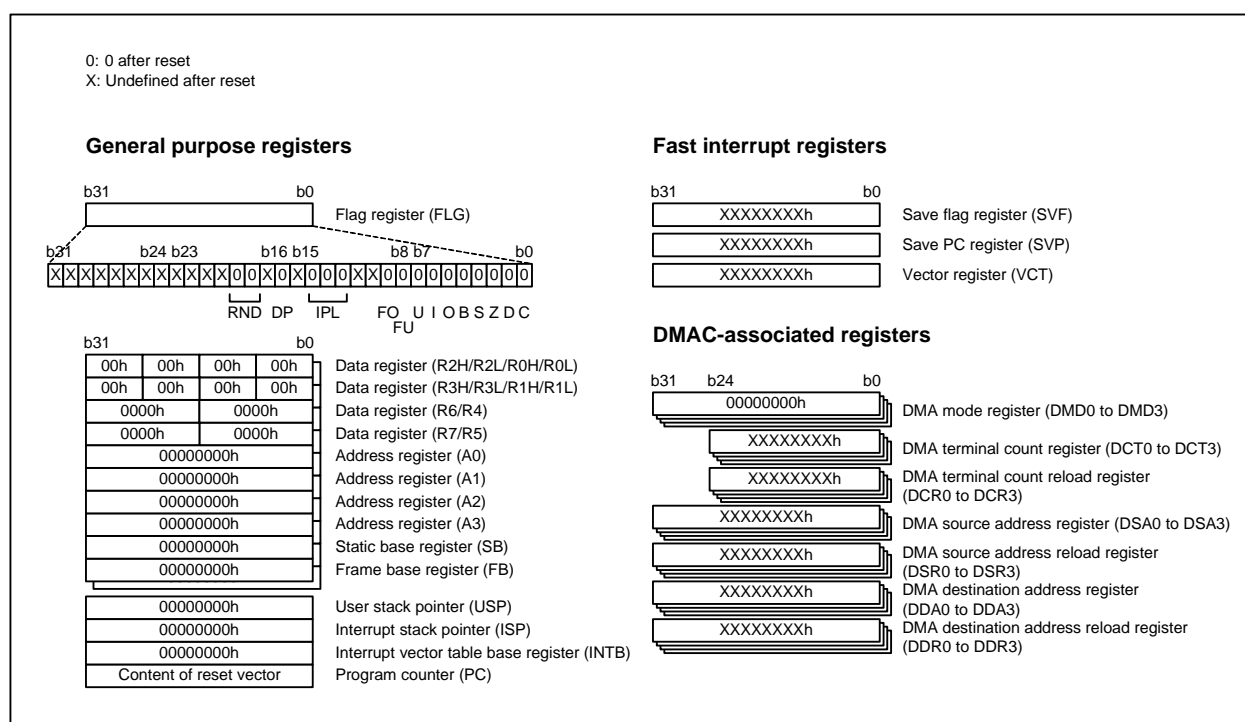 0: 0 after reset
X: Undefined after reset
General purpose registers
b31 b0
Flag register (FLG)
b31 b24 b23 b16 b15 b8 b7 b0
X X X X X X X X X X X X 0 0 X X X 0 0 0 X X 0 0 0 0 0 0 0 0 0 0
RND DP IPL FO U I O B S Z D C
FU
b31 b0
00h 00h 00h 00h Data register (R2H/R2L/R0H/R0L)
00h 00h 00h 00h Data register (R3H/R3L/R1H/R1L)
0000h 0000h Data register (R6/R4)
0000h 0000h Data register (R7/R5)
00000000h Address register (A0)
00000000h Address register (A1)
00000000h Address register (A2)
00000000h Address register (A3)
00000000h Static base register (SB)
00000000h Frame base register (FB)
00000000h User stack pointer (USP)
00000000h Interrupt stack pointer (ISP)
00000000h Interrupt vector table base register (INTB)
Content of reset vector Program counter (PC)
Fast interrupt registers
b31 b0
XXXXXXXXh Save flag register (SVF)
XXXXXXXXh Save PC register (SVP)
XXXXXXXXh Vector register (VCT)
DMAC-associated registers
b31 b24 b0
00000000h DMA mode register (DMD0 to DMD3)
XXXXXXXXh DMA terminal count register (DCT0 to DCT3)
XXXXXXXXh DMA terminal count reload register
(DCR0 to DCR3)
XXXXXXXXh DMA source address register (DSA0 to DSA3)
XXXXXXXXh DMA source address reload register
(DSR0 to DSR3)
XXXXXXXXh DMA destination address register
(DDA0 to DDA3)
XXXXXXXXh DMA destination address reload register
(DDR0 to DDR3)